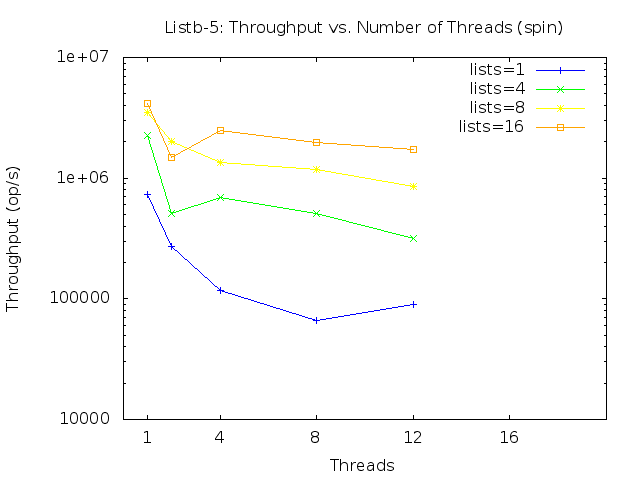 Listb-5: Throughput vs. Number of Threads (spin)
1e+07
1e+06
100000
10000
Throughput (op/s)
lists=1
lists=4
lists=8
lists=16
1 4 8 12 16
Threads